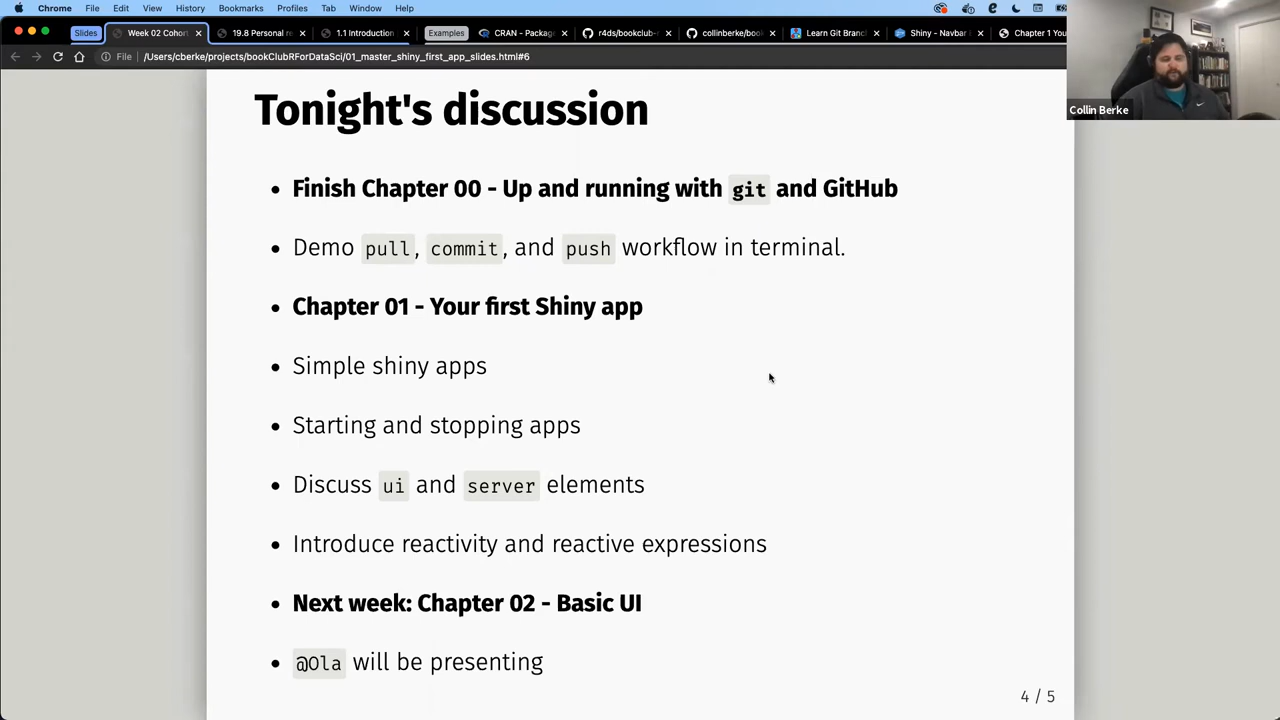 Chrome File Edit View History Bookmarks Profiles Tab Window Help
Slides Week 02 Cohor 19.8 Personal re 1.1 Introduction Examples CRAN - Package r4ds/bookclub-r collinberke/book Learn Git Branch Shiny - Navbar Chapter 1 You
File /Users/cberke/projects/bookClubRForDataSci/01_master_shiny_first_app_slides.html#6
Collin Berke
Tonight's discussion
• Finish Chapter 00 - Up and running with git and GitHub
• Demo pull, commit, and push workflow in terminal.
• Chapter 01 - Your first Shiny app
• Simple shiny apps
• Starting and stopping apps
• Discuss ui and server elements
• Introduce reactivity and reactive expressions
• Next week: Chapter 02 - Basic UI
• @Ola will be presenting
4 / 5